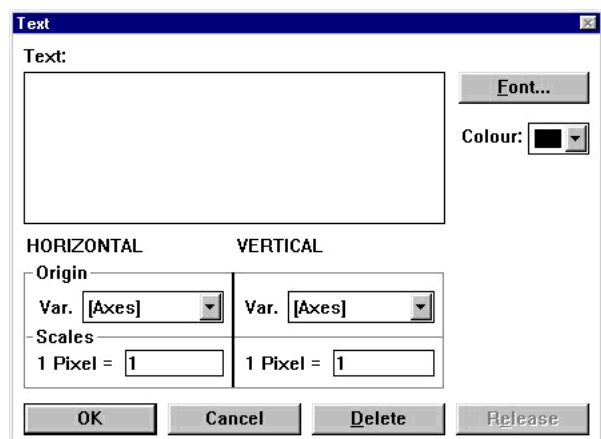 Text
Text:
Font...
Colour:
HORIZONTAL VERTICAL
Origin
Var. [Axes] Var. [Axes]
Scales
1 Pixel = 1 1 Pixel = 1
OK Cancel Delete Release